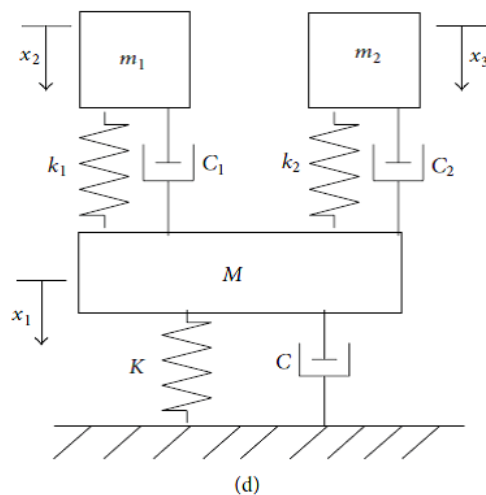 x₂ m₁ m₂ x₃
k₁ C₁ k₂ C₂
M
x₁
K C
(d)